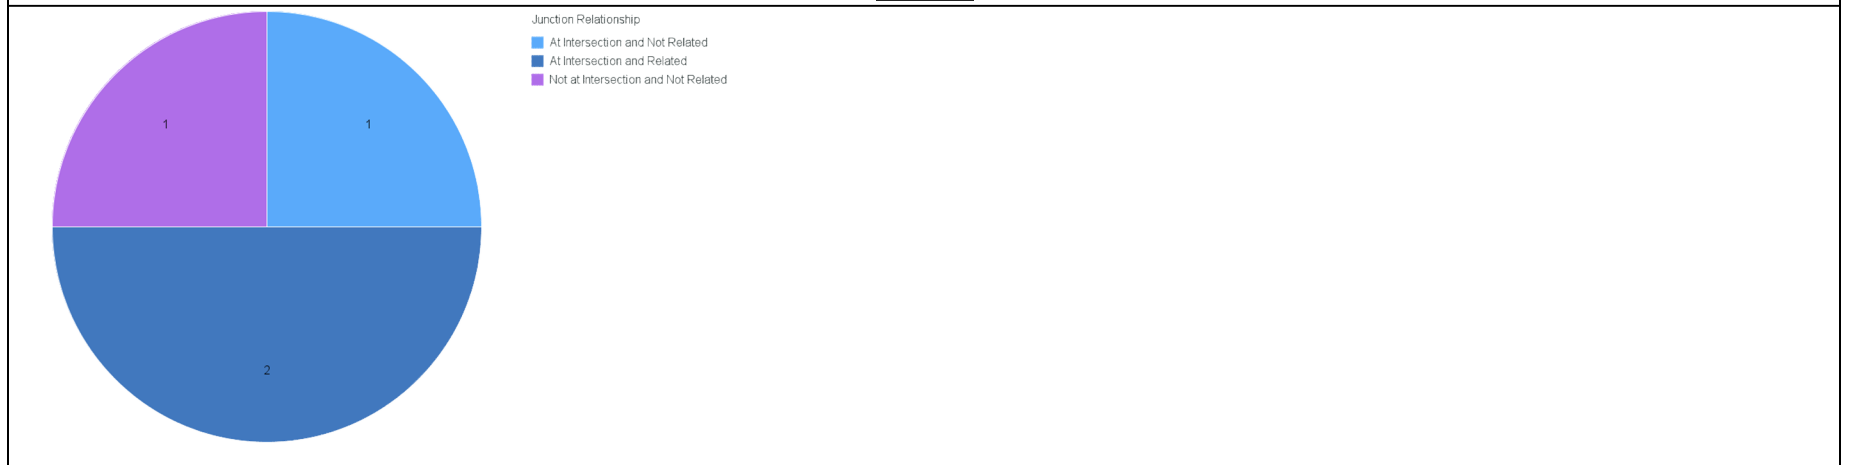 Junction Relationship
At Intersection and Not Related
At Intersection and Related
Not at Intersection and Not Related
1
1
2